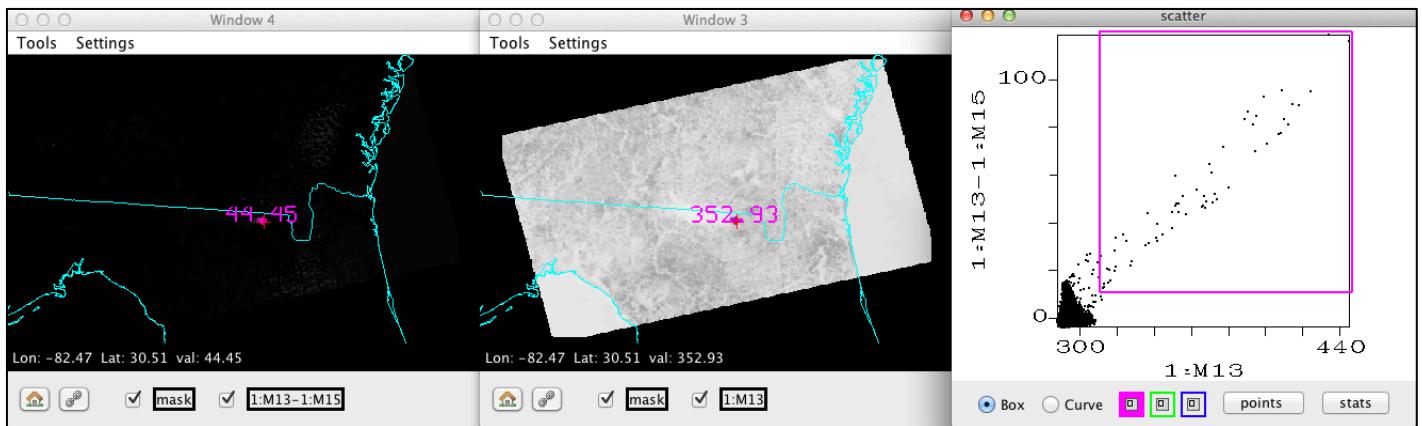 Window 4
Tools Settings
44.45
Lon: -82.47 Lat: 30.51 val: 44.45
mask 1:M13-1:M15
Window 3
Tools Settings
352.93
Lon: -82.47 Lat: 30.51 val: 352.93
mask 1:M13
scatter
1:M13-1:M15
100
0
300 440
1:M13
Box Curve points stats